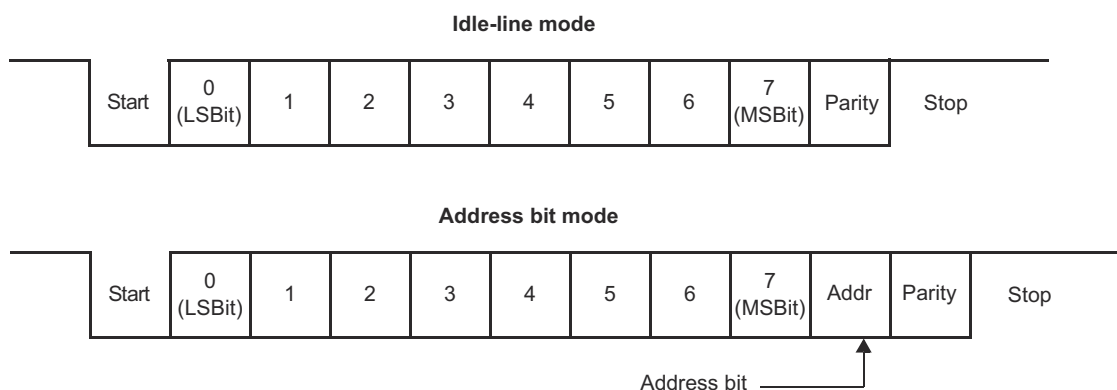 Idle-line mode
Start 0 (LSBit) 1 2 3 4 5 6 7 (MSBit) Parity Stop
Address bit mode
Start 0 (LSBit) 1 2 3 4 5 6 7 (MSBit) Addr Parity Stop
Address bit